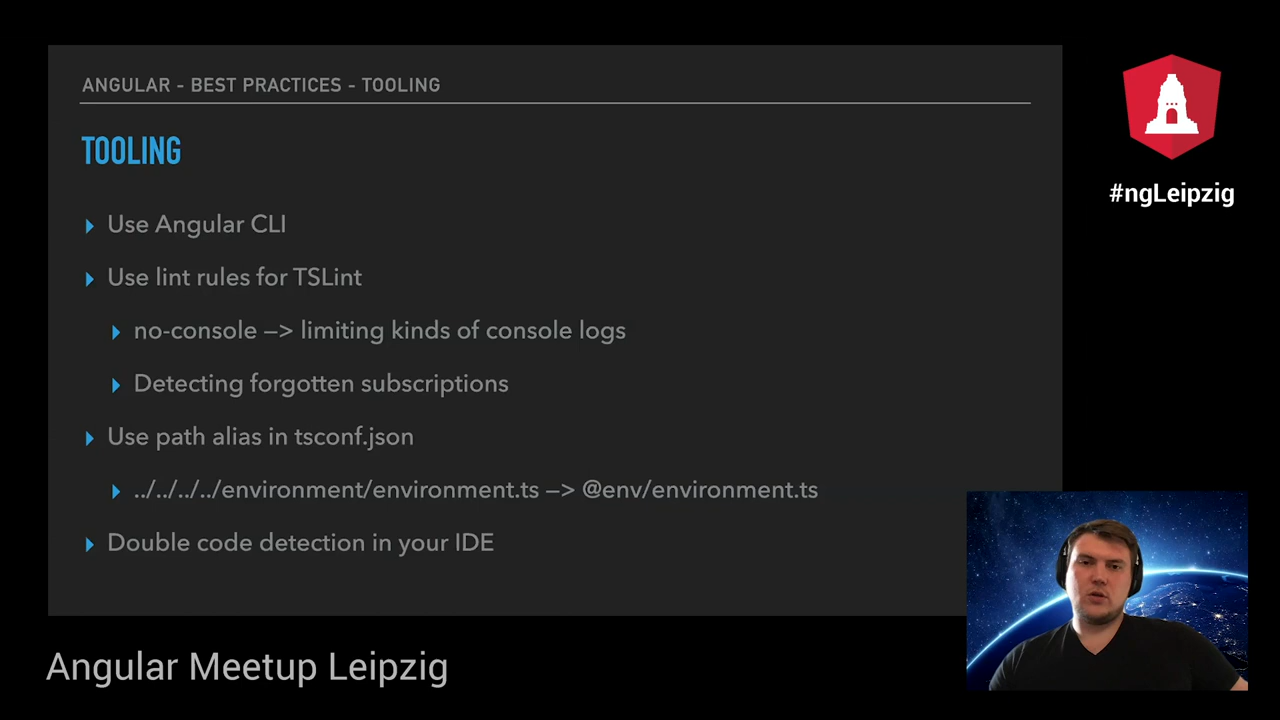 ANGULAR - BEST PRACTICES - TOOLING
TOOLING
Use Angular CLI
Use lint rules for TSLint
no-console —> limiting kinds of console logs
Detecting forgotten subscriptions
Use path alias in tsconf.json
../../../../environment/environment.ts —> @env/environment.ts
Double code detection in your IDE
#ngLeipzig
Angular Meetup Leipzig